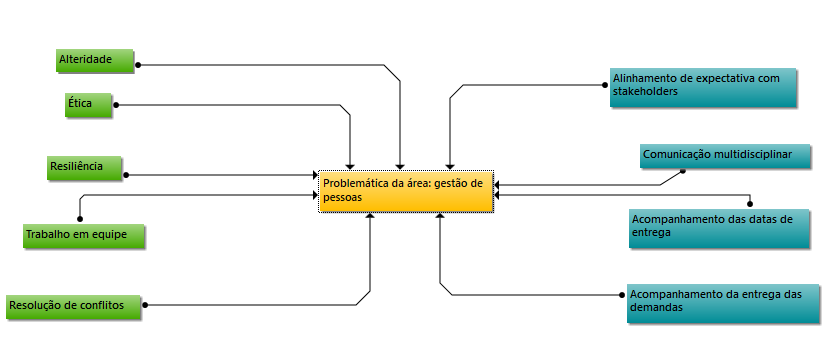 Alteridade
Ética
Resiliência
Trabalho em equipe
Resolução de conflitos
Problemática da área: gestão de
pessoas
Alinhamento de expectativa com
stakeholders
Comunicação multidisciplinar
Acompanhamento das datas de
entrega
Acompanhamento da entrega das
demandas